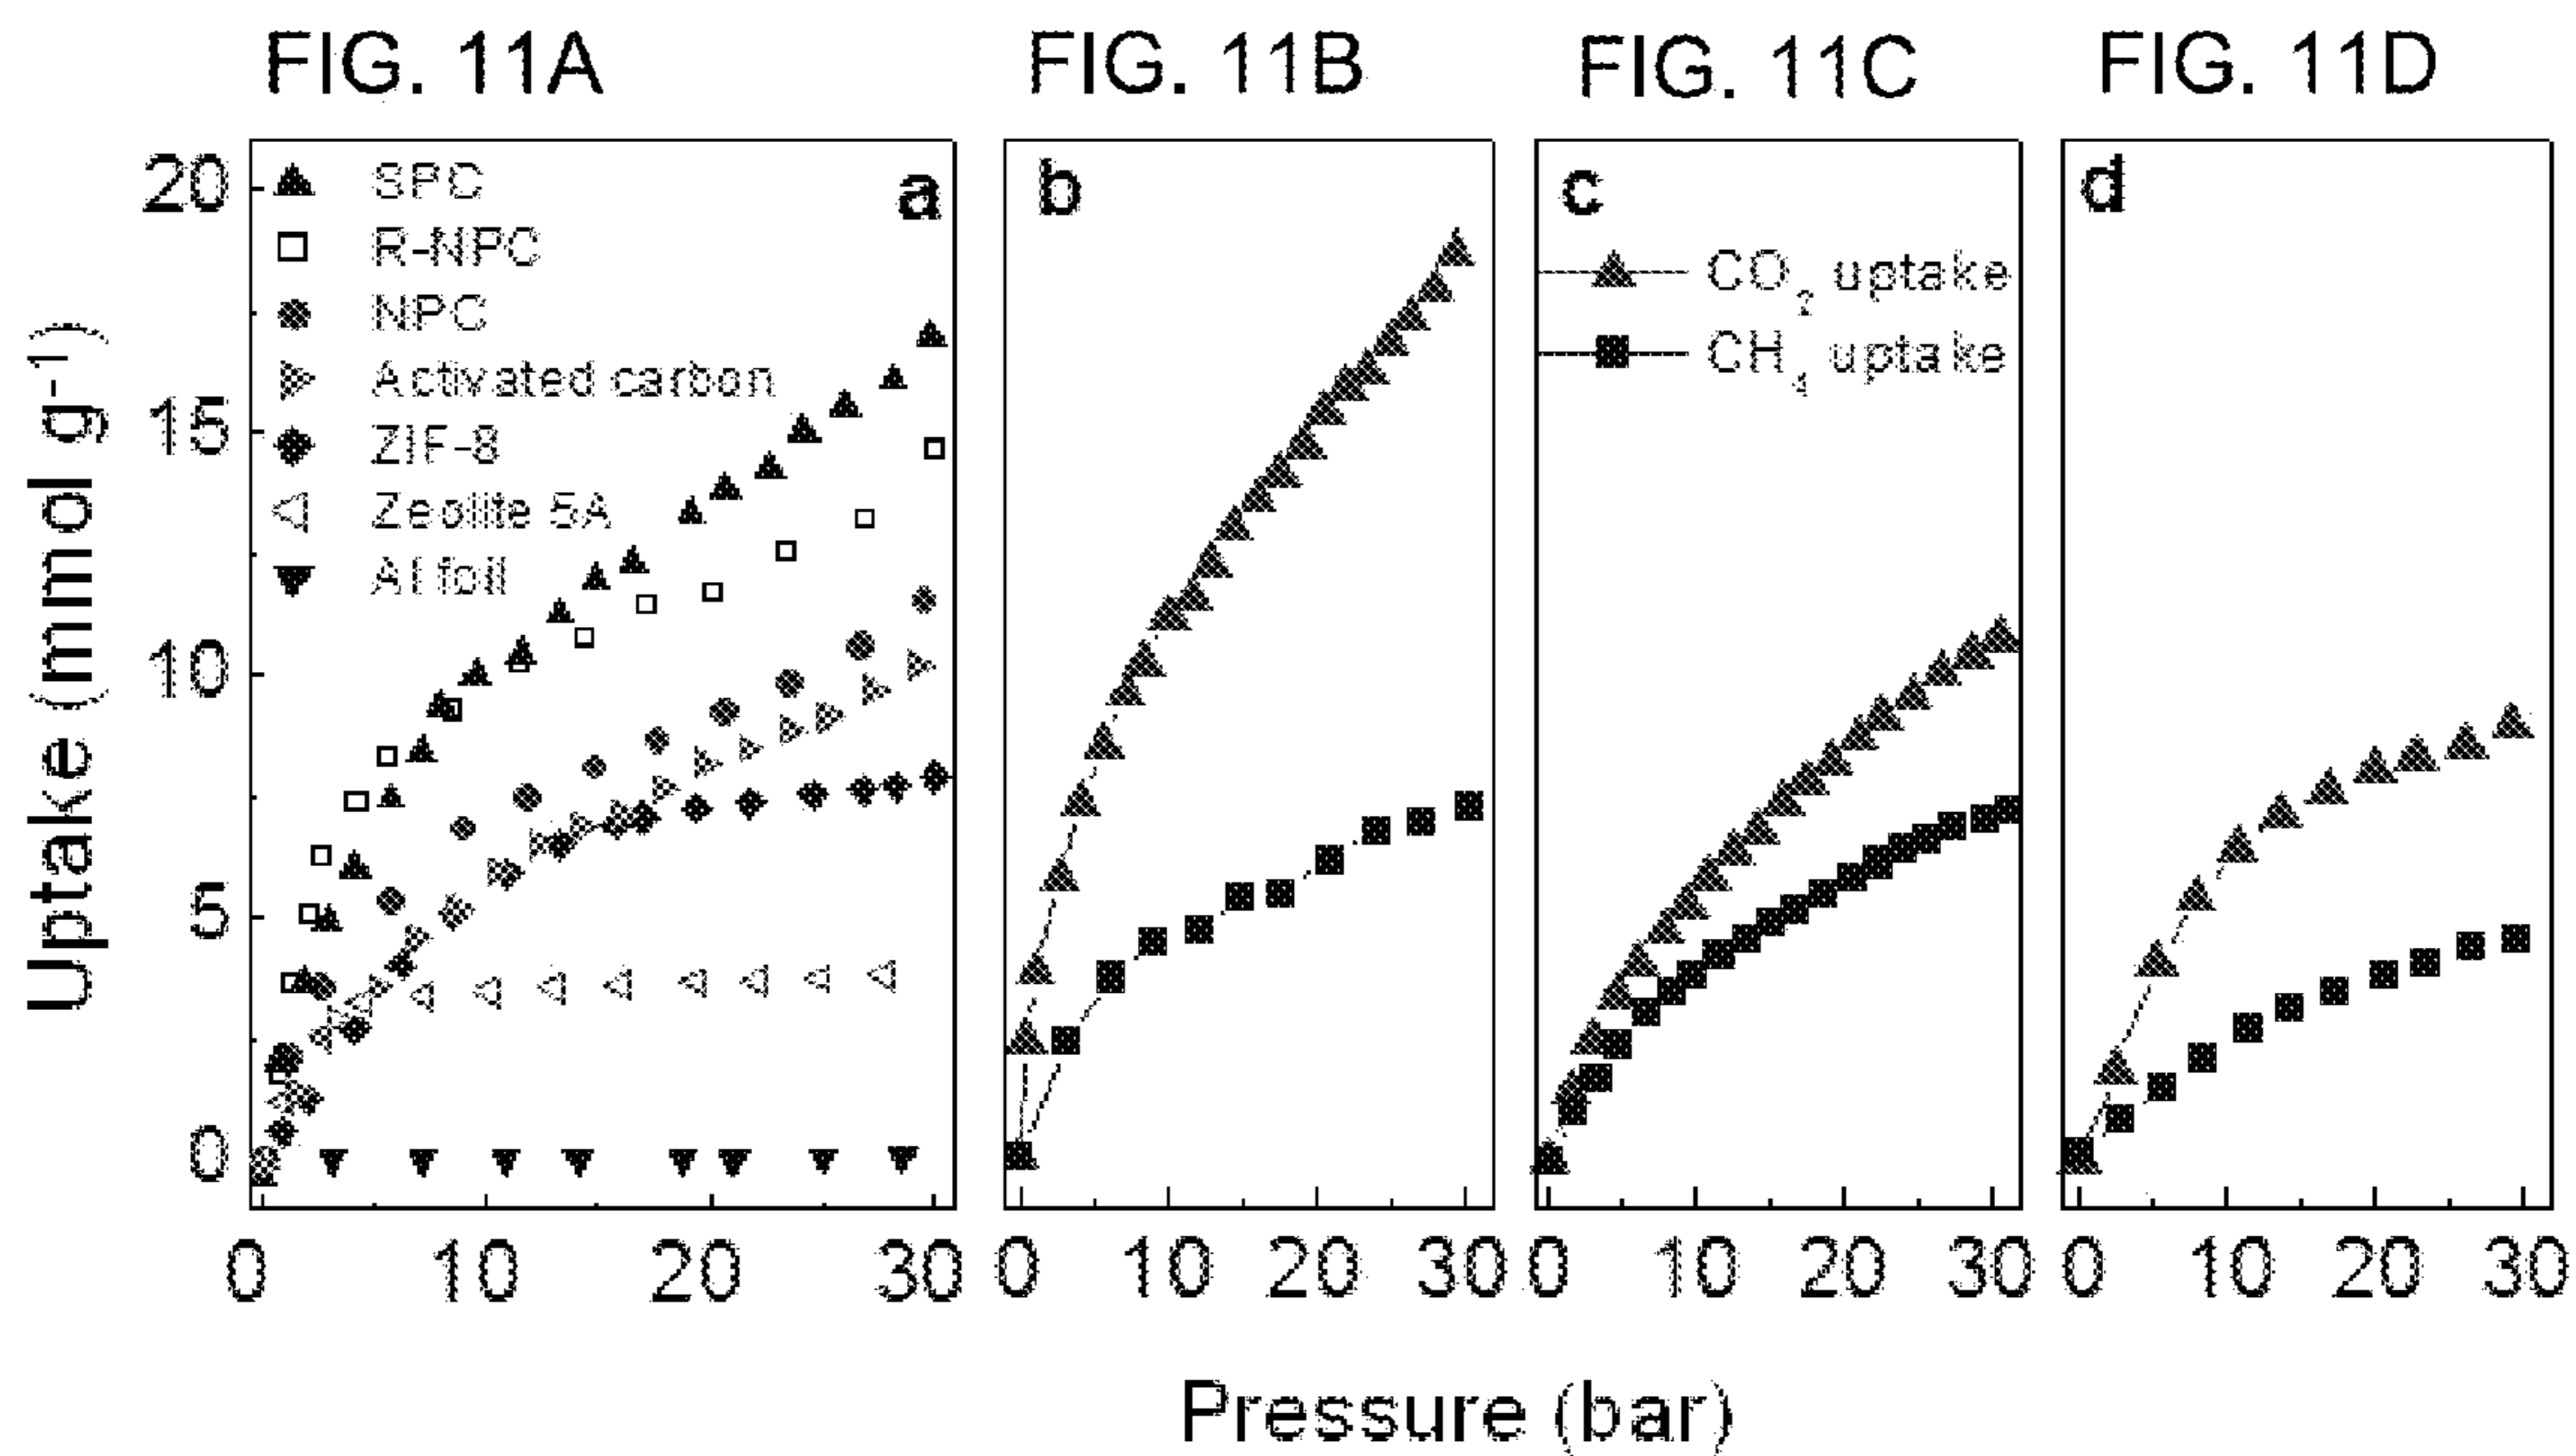 FIG. 11A
FIG. 11B
FIG. 11C
FIG. 11D
Uptake (mmol g⁻¹)
20
15
10
5
0
a
SPC
R-NPC
NPC
Activated carbon
ZIF-8
Zeolite 5A
Al foil
0 10 20 30
b
0 10 20 30
c
CO₂ uptake
CH₄ uptake
0 10 20 30
d
0 10 20 30
Pressure (bar)